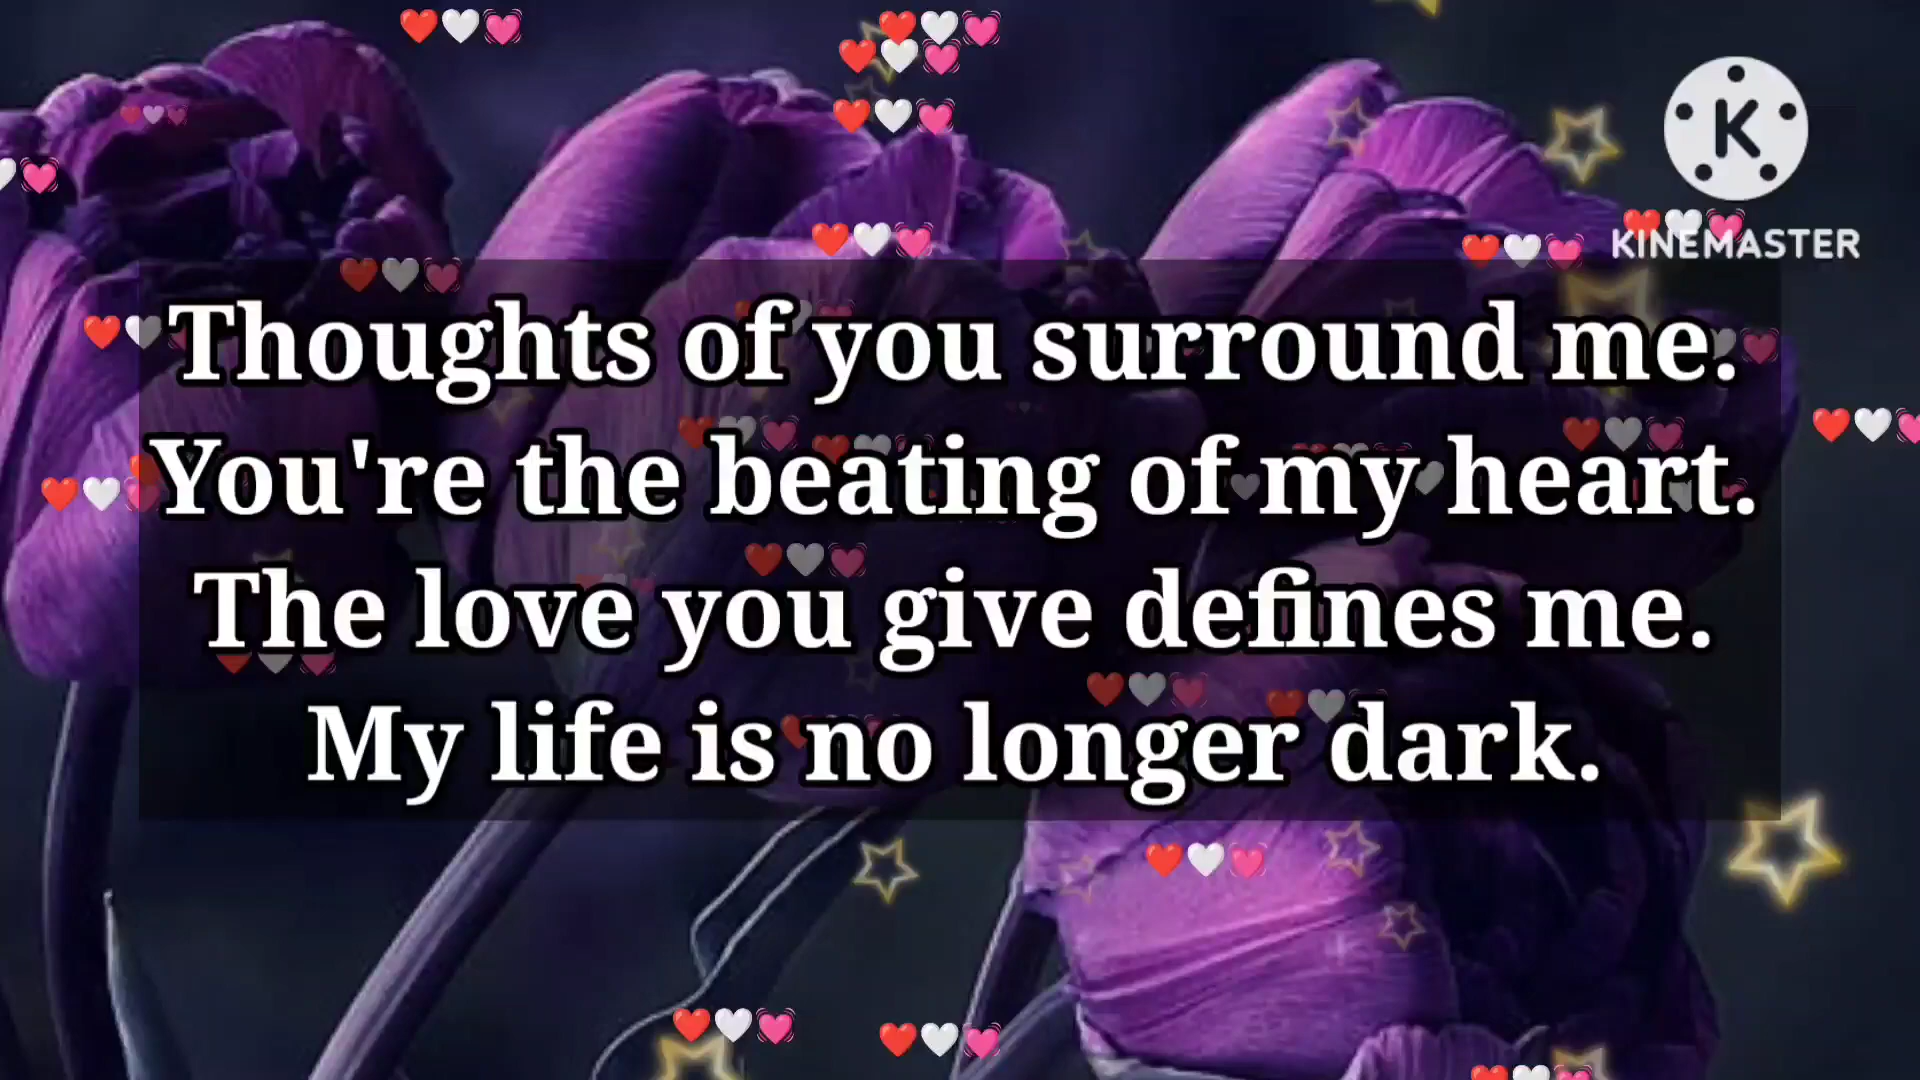 K
KINEMASTER
Thoughts of you surround me.
You're the beating of my heart.
The love you give defines me.
My life is no longer dark.